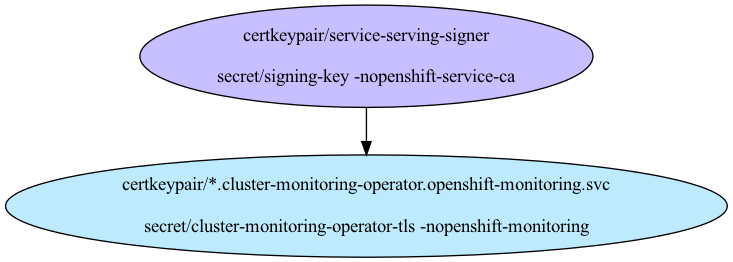 certkeypair/service-serving-signer
secret/signing-key -nopenshift-service-ca
certkeypair/*.cluster-monitoring-operator.openshift-monitoring.svc
secret/cluster-monitoring-operator-tls -nopenshift-monitoring